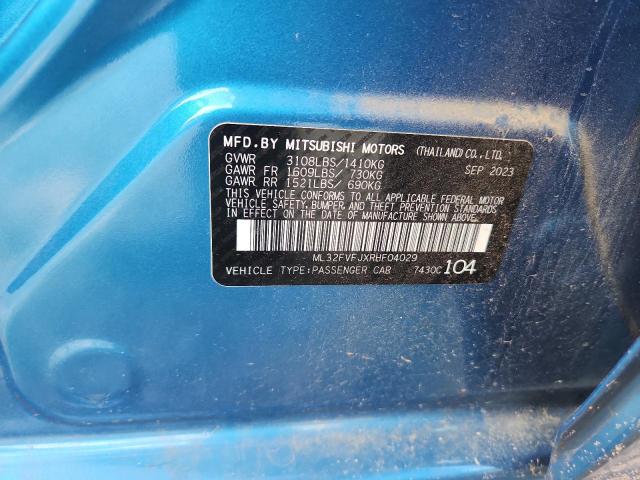 MFD.BY MITSUBISHI MOTORS (THAILAND) CO., LTD.
GVWR 3108LBS/1410KG SEP 2023
GAWR FR 1609LBS/ 730KG
GAWR RR 1521LBS/ 690KG
THIS VEHICLE CONFORMS TO ALL APPLICABLE FEDERAL MOTOR
VEHICLE SAFETY, BUMPER, AND THEFT PREVENTION STANDARDS
IN EFFECT ON THE DATE OF MANUFACTURE SHOWN ABOVE.
ML32FVFJXRHF04029
VEHICLE TYPE:PASSENGER CAR 7430C104